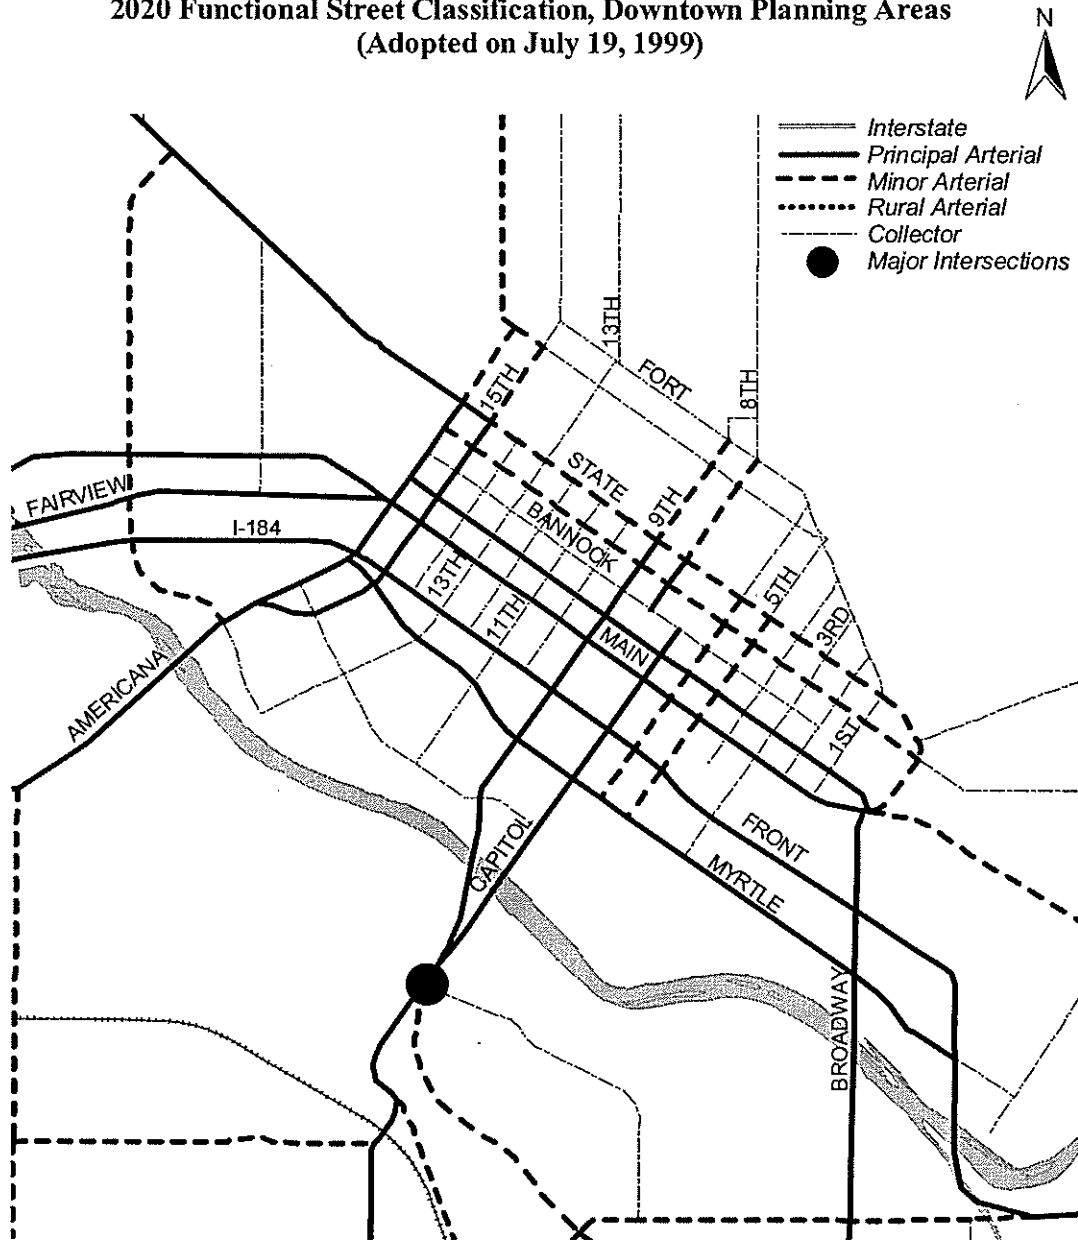 2020 Functional Street Classification, Downtown Planning Areas
(Adopted on July 19, 1999)
N
Interstate
Principal Arterial
Minor Arterial
Rural Arterial
Collector
Major Intersections
13TH
FORT
8TH
15TH
STATE
9TH
FAIRVIEW
BANNOCK
I-184
13TH
5TH
11TH
3RD
MAIN
AMERICANA
1ST
CAPITOL
FRONT
MYRTLE
BROADWAY